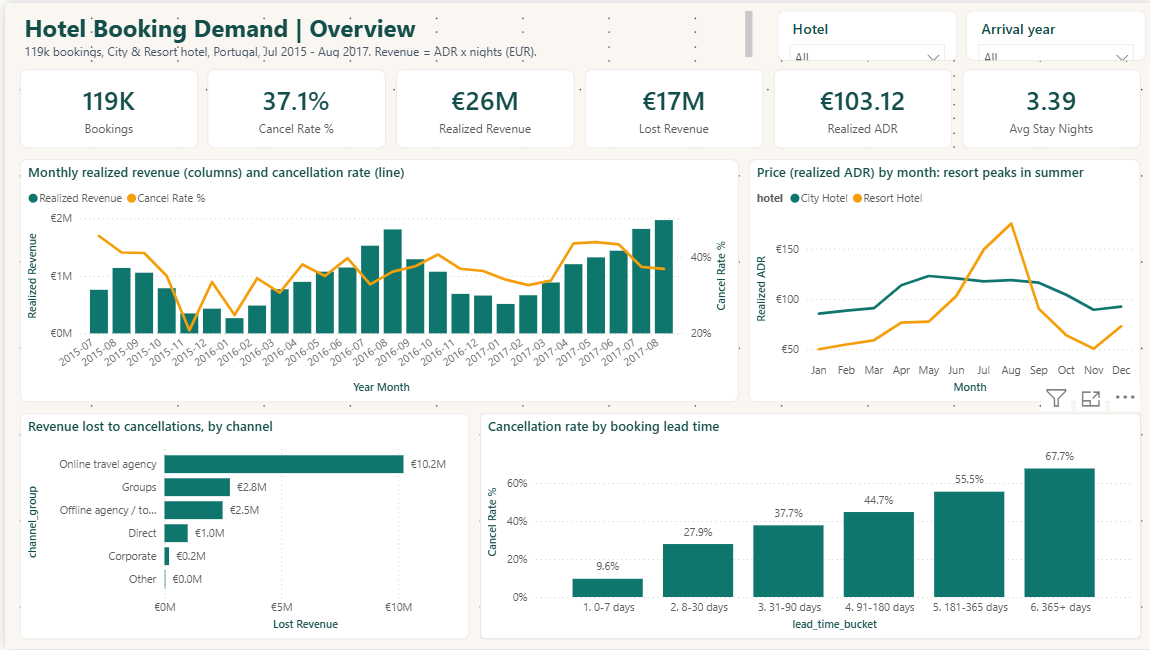 Hotel Booking Demand | Overview
119k bookings, City & Resort hotel, Portugal, Jul 2015 - Aug 2017. Revenue = ADR x nights (EUR).
Hotel
All
Arrival year
All
119K
Bookings
37.1%
Cancel Rate %
€26M
Realized Revenue
€17M
Lost Revenue
€103.12
Realized ADR
3.39
Avg Stay Nights
Monthly realized revenue (columns) and cancellation rate (line)
Realized Revenue Cancel Rate %
Realized Revenue
€2M
€1M
€0M
Cancel Rate %
40%
20%
2015-07
2015-08
2015-09
2015-10
2015-11
2015-12
2016-01
2016-02
2016-03
2016-04
2016-05
2016-06
2016-07
2016-08
2016-09
2016-10
2016-11
2016-12
2017-01
2017-02
2017-03
2017-04
2017-05
2017-06
2017-07
2017-08
Year Month
Price (realized ADR) by month: resort peaks in summer
hotel City Hotel Resort Hotel
Realized ADR
€150
€100
€50
Jan Feb Mar Apr May Jun Jul Aug Sep Oct Nov Dec
Month
Revenue lost to cancellations, by channel
channel_group
Online travel agency €10.2M
Groups €2.8M
Offline agency / to... €2.5M
Direct €1.0M
Corporate €0.2M
Other €0.0M
€0M €5M €10M
Lost Revenue
Cancellation rate by booking lead time
Cancel Rate %
60%
40%
20%
0%
9.6%
27.9%
37.7%
44.7%
55.5%
67.7%
1. 0-7 days 2. 8-30 days 3. 31-90 days 4. 91-180 days 5. 181-365 days 6. 365+ days
lead_time_bucket